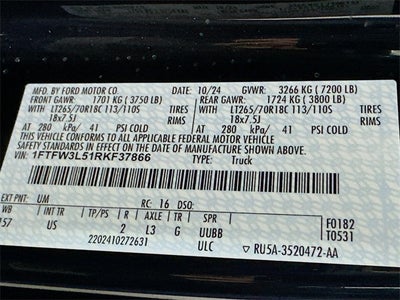 MFD. BY FORD MOTOR CO. 10/24 GVWR: 3266 KG ( 7200 LB)
FRONT GAWR: 1701 KG ( 3750 LB) REAR GAWR: 1724 KG ( 3800 LB)
LT265/70R18C 113/110S TIRES LT265/70R18C 113/110S TIRES
18x7.5J RIMS 18x7.5J RIMS
AT 280 kPa/ 41 PSI COLD AT 280 kPa/ 41 PSI COLD
THIS VEHICLE CONFORMS TO ALL APPLICABLE FEDERAL MOTOR VEHICLE
SAFETY STANDARDS IN EFFECT ON THE DATE OF MANUFACTURE SHOWN ABOVE.
VIN: 1FTFW3L51RKF37866 TYPE: Truck
EXT PNT: UM RC: 16 DSO:
WB INT TR TP/PS R AXLE TR SPR F0182
157 US 2 L3 G UUBB T0531
2202410272631 ULC RU5A-3520472-AA